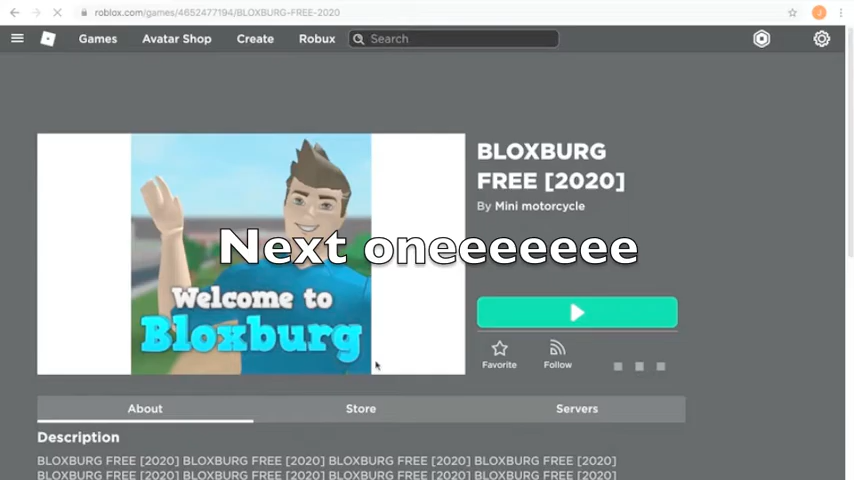 roblox.com/games/4652477194/BLOXBURG-FREE-2020
J
Games Avatar Shop Create Robux Search
BLOXBURG
FREE [2020]
By Mini motorcycle
Next oneeeeeee
Welcome to
Bloxburg
Favorite Follow
About Store Servers
Description
BLOXBURG FREE [2020] BLOXBURG FREE [2020] BLOXBURG FREE [2020] BLOXBURG FREE [2020]
BLOXBURG FREE [2020] BLOXBURG FREE [2020] BLOXBURG FREE [2020] BLOXBURG FREE [2020]